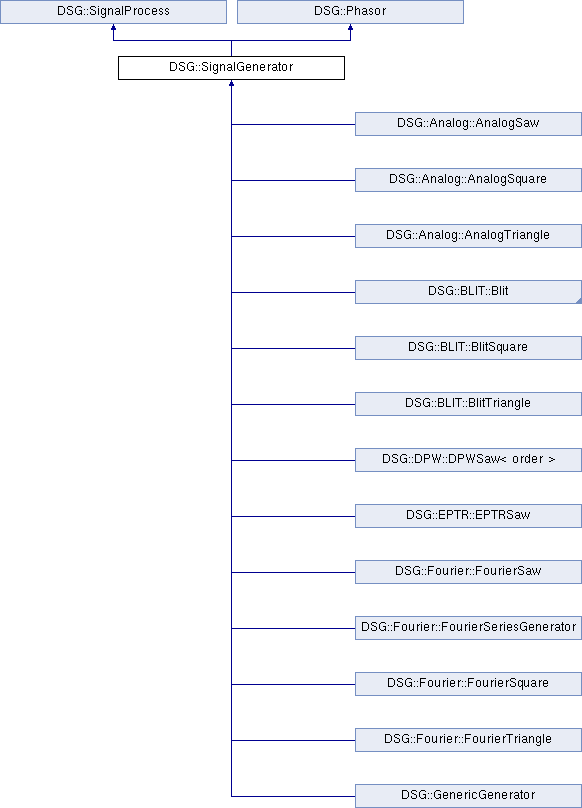 DSG::SignalProcess
DSG::Phasor
DSG::SignalGenerator
DSG::Analog::AnalogSaw
DSG::Analog::AnalogSquare
DSG::Analog::AnalogTriangle
DSG::BLIT::Blit
DSG::BLIT::BlitSquare
DSG::BLIT::BlitTriangle
DSG::DPW::DPWSaw< order >
DSG::EPTR::EPTRSaw
DSG::Fourier::FourierSaw
DSG::Fourier::FourierSeriesGenerator
DSG::Fourier::FourierSquare
DSG::Fourier::FourierTriangle
DSG::GenericGenerator